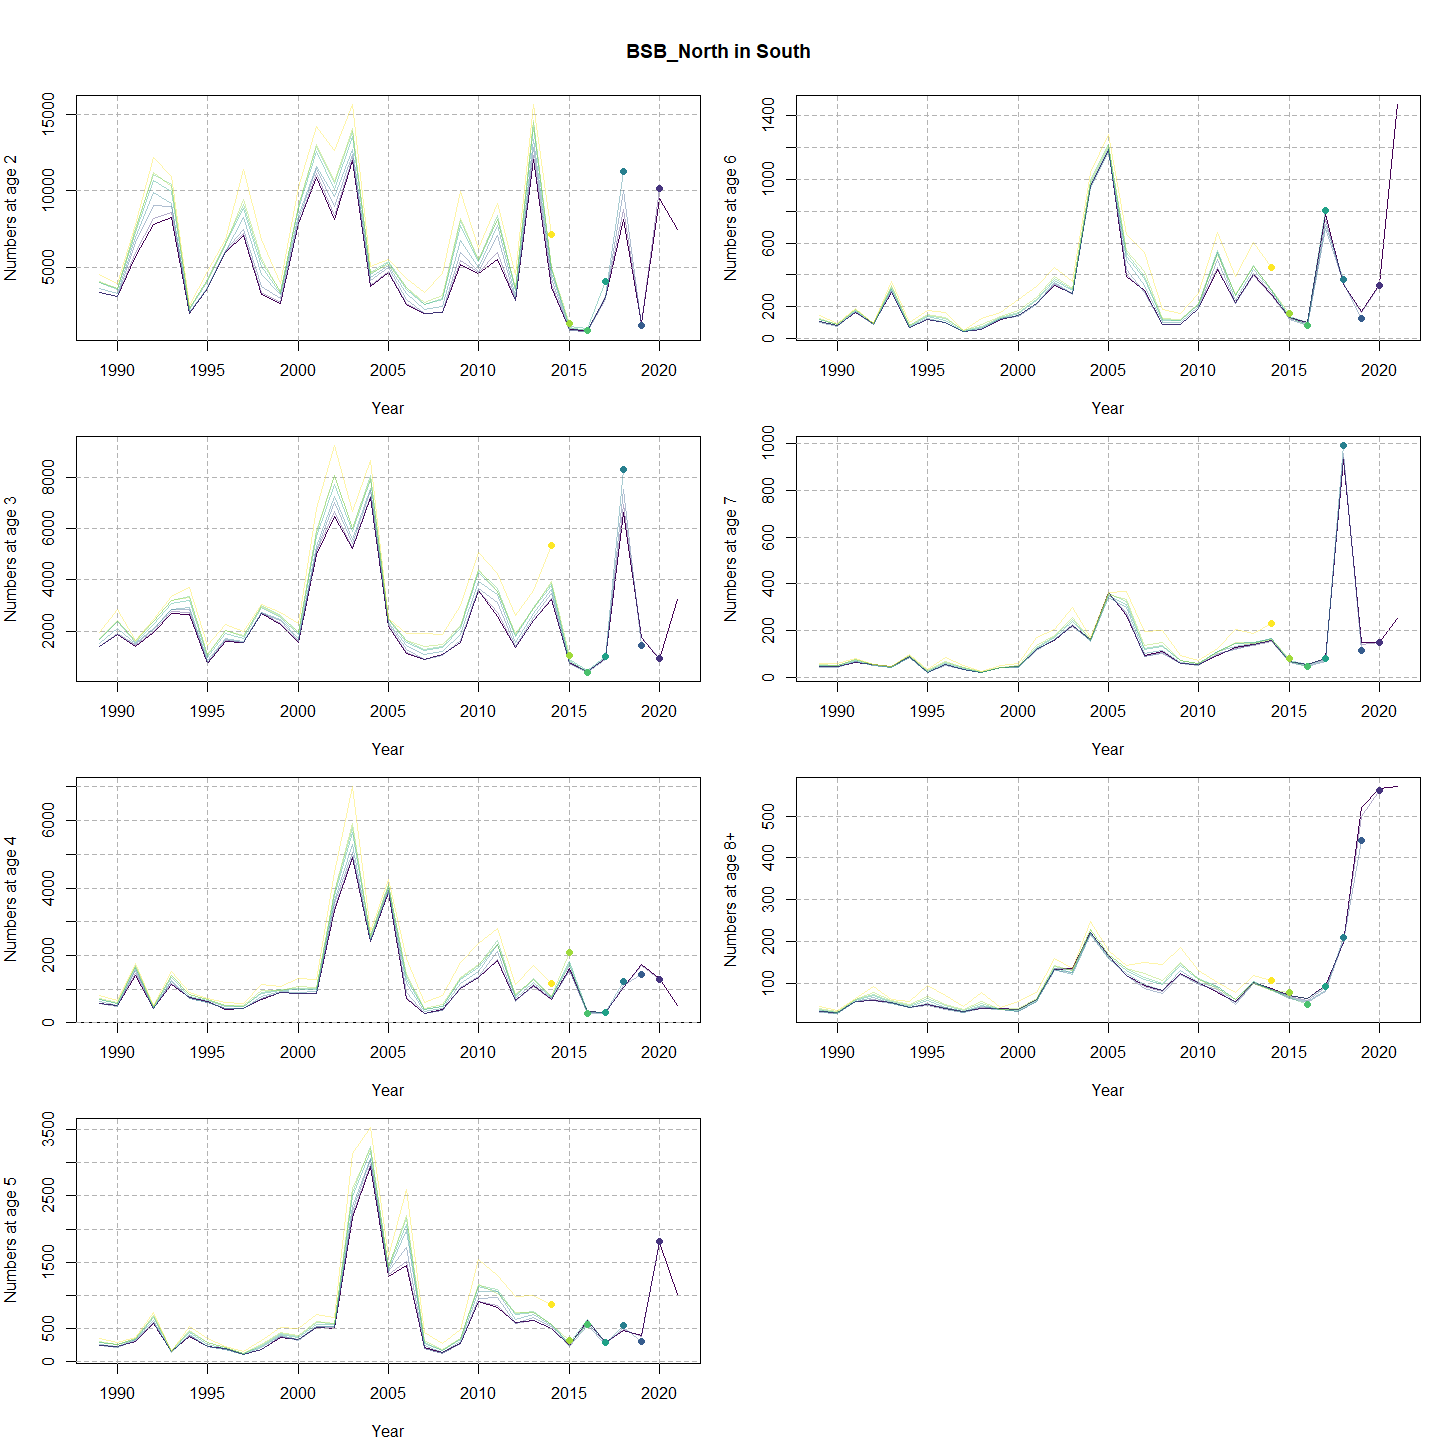 BSB_North in South
Numbers at age 2
5000 10000 15000
1990 1995 2000 2005 2010 2015 2020
Year
Numbers at age 6
0 200 600 1000 1400
1990 1995 2000 2005 2010 2015 2020
Year
Numbers at age 3
2000 4000 6000 8000
1990 1995 2000 2005 2010 2015 2020
Year
Numbers at age 7
0 200 400 600 800 1000
1990 1995 2000 2005 2010 2015 2020
Year
Numbers at age 4
0 2000 4000 6000
1990 1995 2000 2005 2010 2015 2020
Year
Numbers at age 8+
100 200 300 400 500
1990 1995 2000 2005 2010 2015 2020
Year
Numbers at age 5
0 500 1500 2500 3500
1990 1995 2000 2005 2010 2015 2020
Year